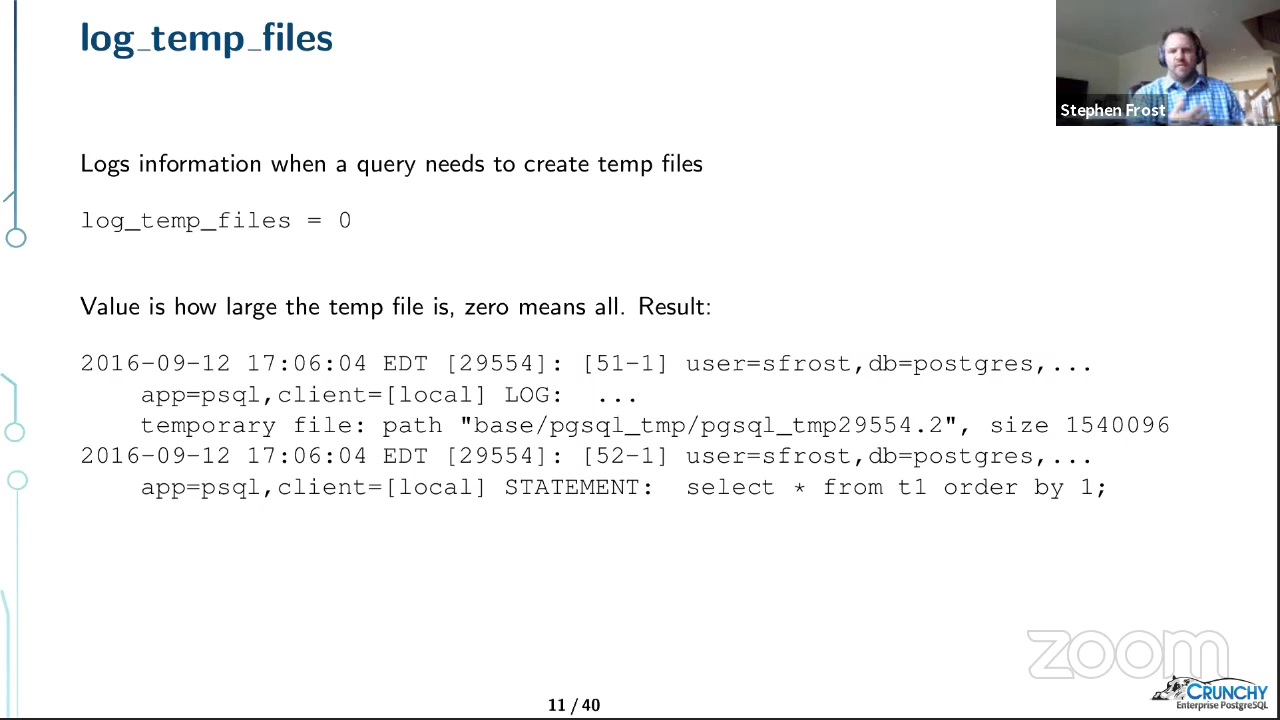 log_temp_files
Stephen Frost
Logs information when a query needs to create temp files
log_temp_files = 0
Value is how large the temp file is, zero means all. Result:
2016-09-12 17:06:04 EDT [29554]: [51-1] user=sfrost,db=postgres,...
app=psql,client=[local] LOG: ...
temporary file: path "base/pgsql_tmp/pgsql_tmp29554.2", size 1540096
2016-09-12 17:06:04 EDT [29554]: [52-1] user=sfrost,db=postgres,...
app=psql,client=[local] STATEMENT: select * from t1 order by 1;
zoom
CRUNCHY
Enterprise PostgreSQL
11 / 40